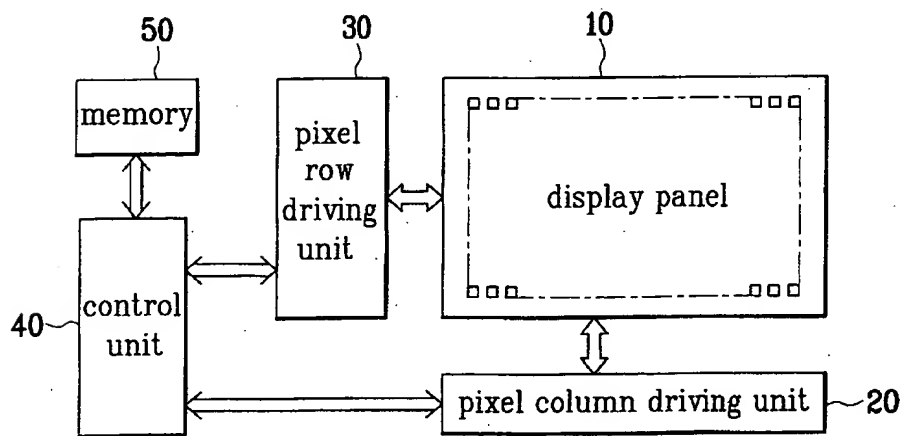 50
30
10
memory
pixel
row
driving
unit
display panel
40
control
unit
pixel column driving unit
20